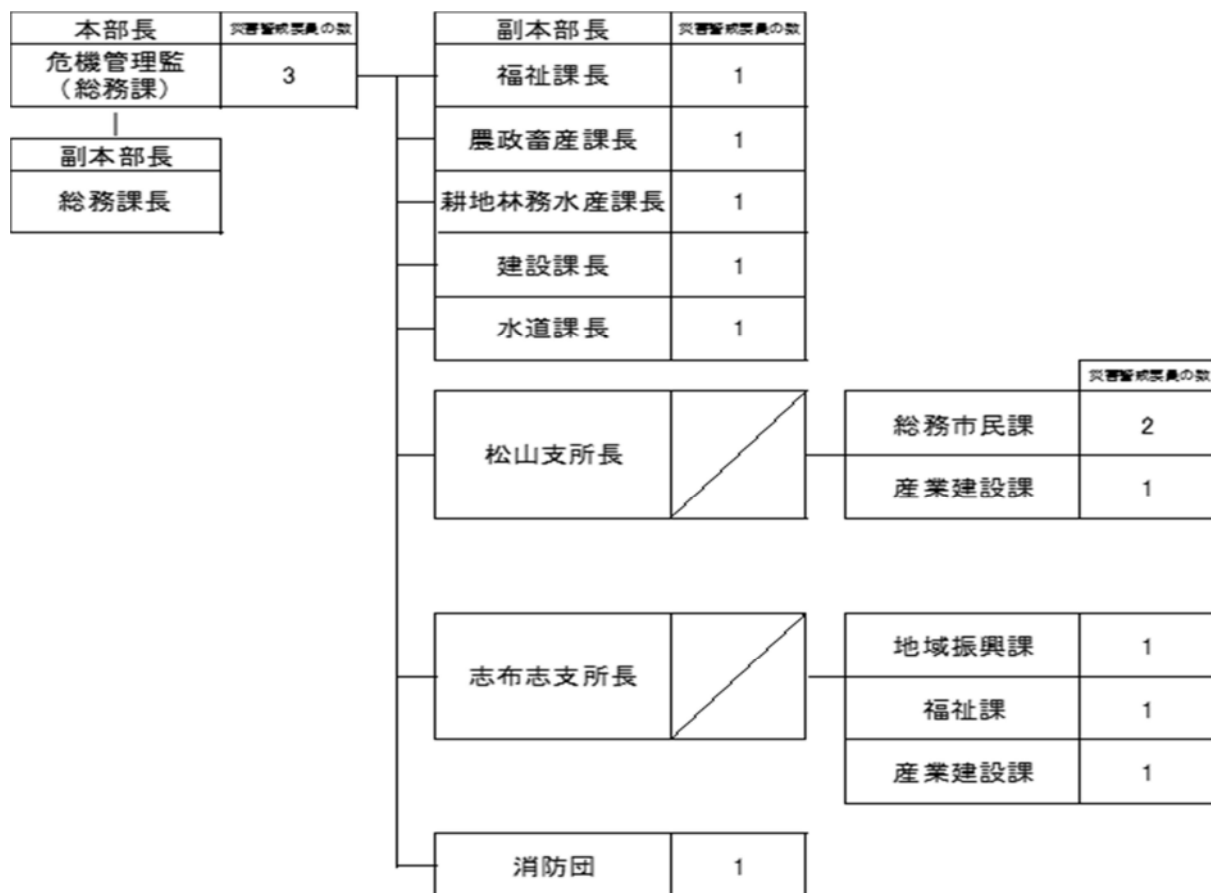 本部長 災害警戒要員の数
危機管理監
(総務課)
3
副本部長
総務課長
副本部長 災害警戒要員の数
福祉課長 1
農政畜産課長 1
耕地林務水産課長 1
建設課長 1
水道課長 1
災害警戒要員の数
松山支所長
総務市民課 2
産業建設課 1
志布志支所長
地域振興課 1
福祉課 1
産業建設課 1
消防団 1